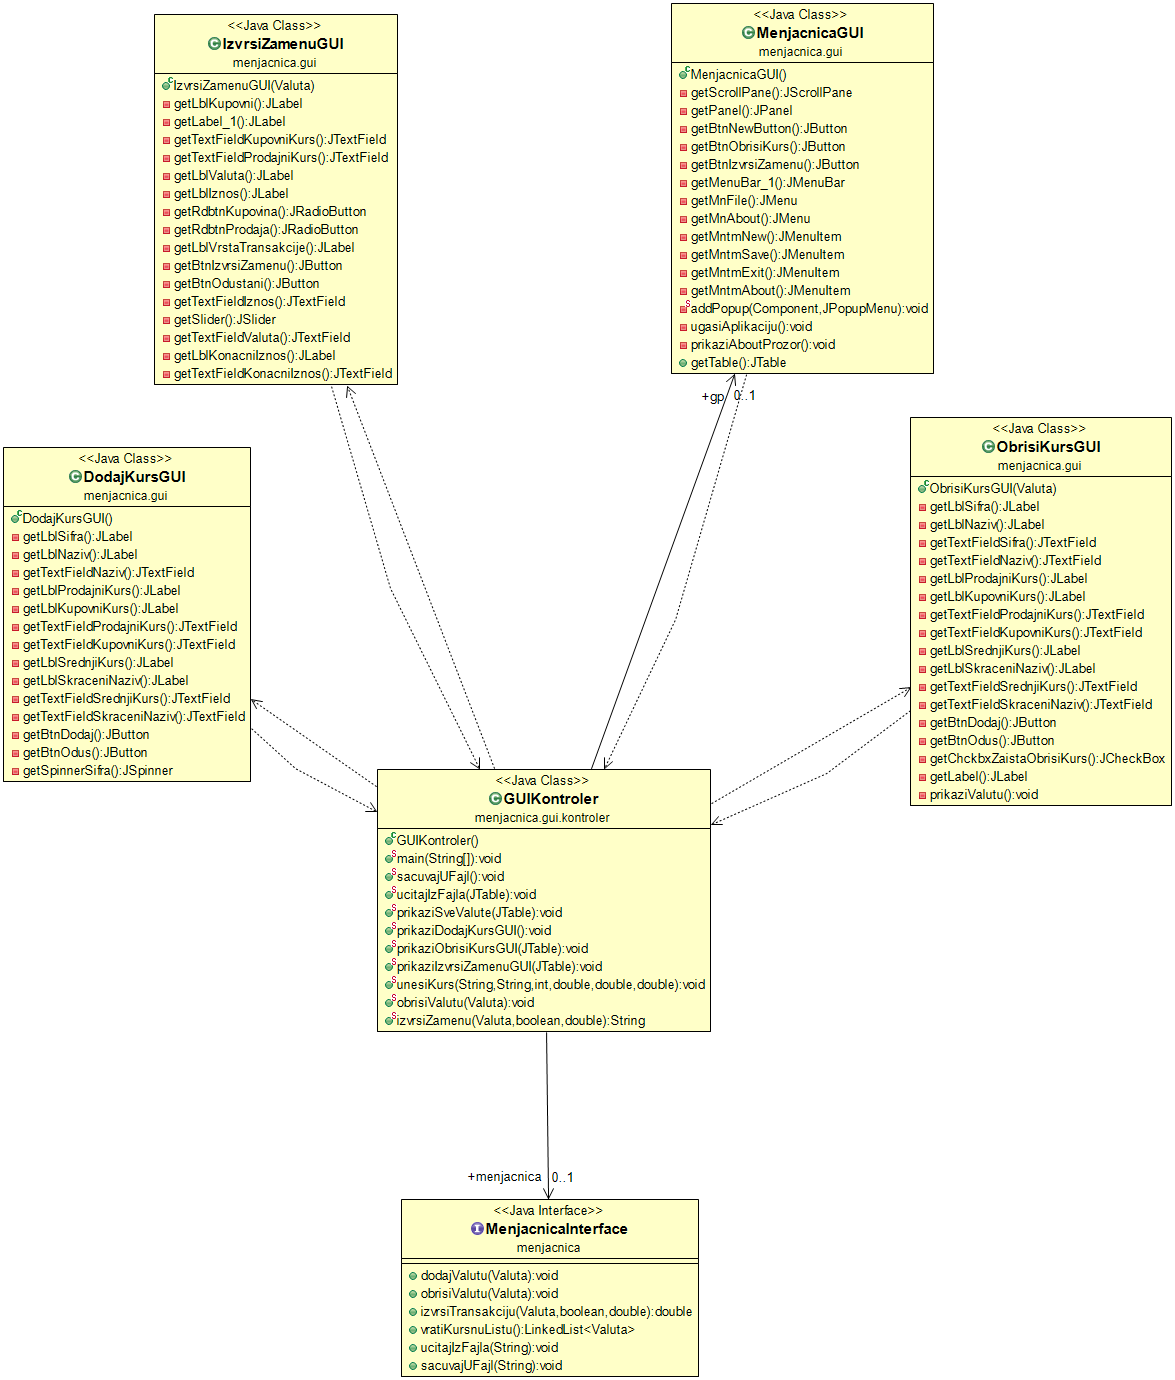 <<Java Class>>
IzvrsiZamenuGUI
menjacnica.gui
IzvrsiZamenuGUI(Valuta)
getLblKupovni():JLabel
getLabel_1():JLabel
getTextFieldKupovniKurs():JTextField
getTextFieldProdajniKurs():JTextField
getLblValuta():JLabel
getLblIznos():JLabel
getRdbtnKupovina():JRadioButton
getRdbtnProdaja():JRadioButton
getLblVrstaTransakcije():JLabel
getBtnIzvrsiZamenu():JButton
getBtnOdustani():JButton
getTextFieldIznos():JTextField
getSlider():JSlider
getTextFieldValuta():JTextField
getLblKonacniIznos():JLabel
getTextFieldKonacniIznos():JTextField
<<Java Class>>
MenjacnicaGUI
menjacnica.gui
MenjacnicaGUI()
getScrollPane():JScrollPane
getPanel():JPanel
getBtnNewButton():JButton
getBtnObrisiKurs():JButton
getBtnIzvrsiZamenu():JButton
getMenuBar_1():JMenuBar
getMnFile():JMenu
getMnAbout():JMenu
getMntmNew():JMenuItem
getMntmSave():JMenuItem
getMntmExit():JMenuItem
getMntmAbout():JMenuItem
addPopup(Component,JPopupMenu):void
ugasiAplikaciju():void
prikaziAboutProzor():void
getTable():JTable
+gp 0..1
<<Java Class>>
DodajKursGUI
menjacnica.gui
DodajKursGUI()
getLblSifra():JLabel
getLblNaziv():JLabel
getTextFieldNaziv():JTextField
getLblProdajniKurs():JLabel
getLblKupovniKurs():JLabel
getTextFieldProdajniKurs():JTextField
getTextFieldKupovniKurs():JTextField
getLblSrednjiKurs():JLabel
getLblSkraceniNaziv():JLabel
getTextFieldSrednjiKurs():JTextField
getTextFieldSkraceniNaziv():JTextField
getBtnDodaj():JButton
getBtnOdus():JButton
getSpinnerSifra():JSpinner
<<Java Class>>
ObrisiKursGUI
menjacnica.gui
ObrisiKursGUI(Valuta)
getLblSifra():JLabel
getLblNaziv():JLabel
getTextFieldSifra():JTextField
getTextFieldNaziv():JTextField
getLblProdajniKurs():JLabel
getLblKupovniKurs():JLabel
getTextFieldProdajniKurs():JTextField
getTextFieldKupovniKurs():JTextField
getLblSrednjiKurs():JLabel
getLblSkraceniNaziv():JLabel
getTextFieldSrednjiKurs():JTextField
getTextFieldSkraceniNaziv():JTextField
getBtnDodaj():JButton
getBtnOdus():JButton
getChckbxZaistaObrisiKurs():JCheckBox
getLabel():JLabel
prikaziValutu():void
<<Java Class>>
GUIKontroler
menjacnica.gui.kontroler
GUIKontroler()
main(String[]):void
sacuvajUFajl():void
ucitajIzFajla(JTable):void
prikaziSveValute(JTable):void
prikaziDodajKursGUI():void
prikaziObrisiKursGUI(JTable):void
prikaziIzvrsiZamenuGUI(JTable):void
unesiKurs(String,String,int,double,double,double):void
obrisiValutu(Valuta):void
izvrsiZamenu(Valuta,boolean,double):String
+menjacnica 0..1
<<Java Interface>>
MenjacnicaInterface
menjacnica
dodajValutu(Valuta):void
obrisiValutu(Valuta):void
izvrsiTransakciju(Valuta,boolean,double):double
vratiKursnuListu():LinkedList<Valuta>
ucitajIzFajla(String):void
sacuvajUFajl(String):void